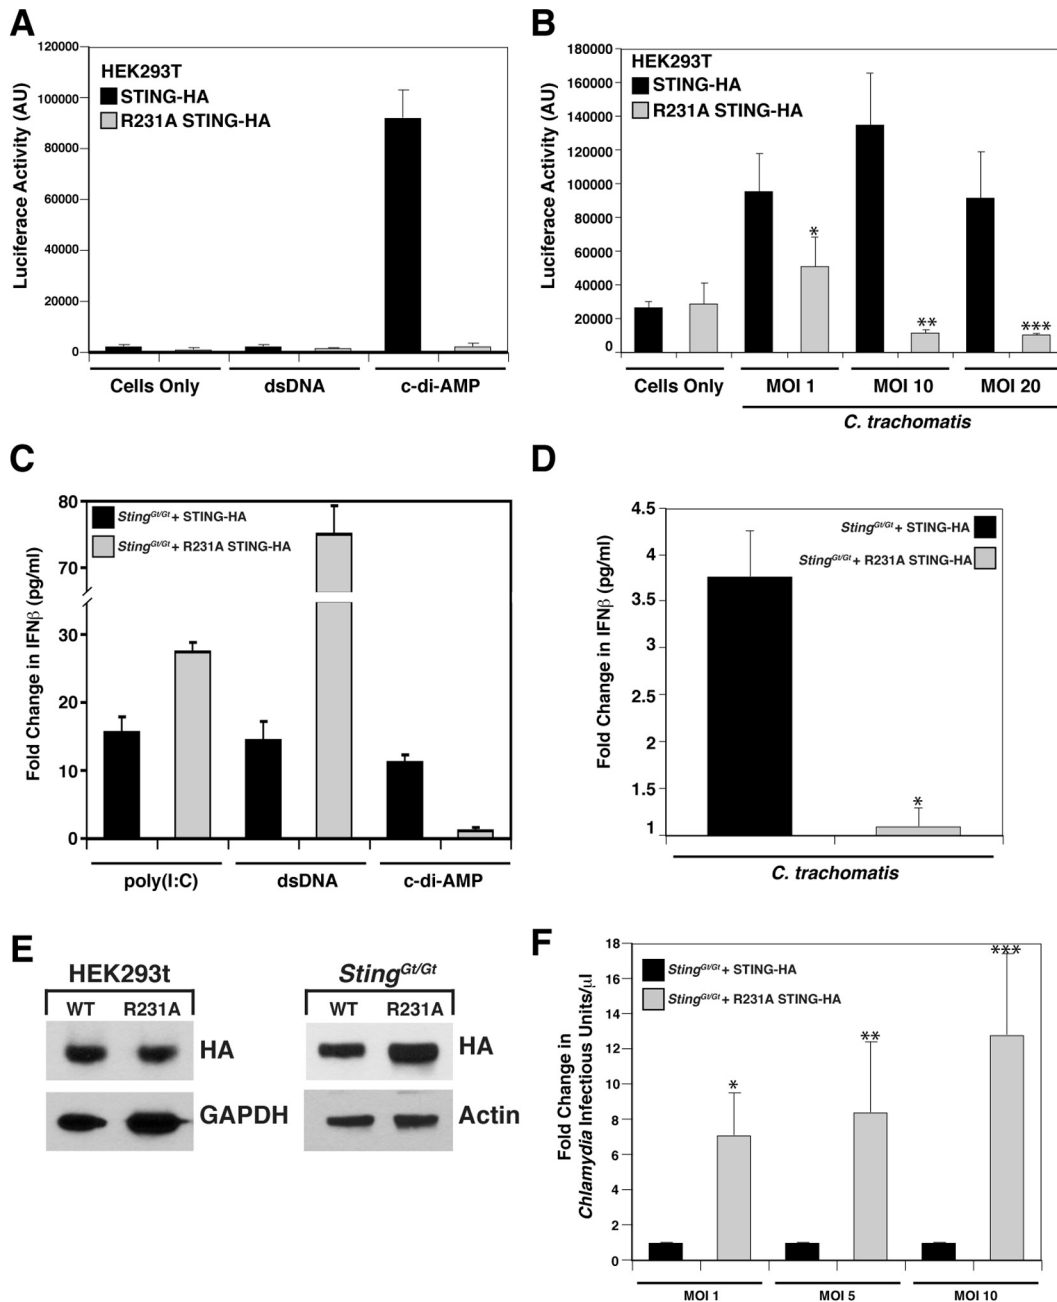 A
120000
100000
80000
60000
40000
20000
0
Luciferace Activity (AU)
HEK293T
STING-HA
R231A STING-HA
Cells Only
dsDNA
c-di-AMP
B
180000
160000
140000
120000
100000
80000
60000
40000
20000
0
Luciferace Activity (AU)
HEK293T
STING-HA
R231A STING-HA
*
**
***
Cells Only
MOI 1
MOI 10
MOI 20
C. trachomatis
C
80
70
30
20
10
0
Fold Change in IFNβ (pg/ml)
Sting^Gt/Gt + STING-HA
Sting^Gt/Gt + R231A STING-HA
poly(I:C)
dsDNA
c-di-AMP
D
4.5
4
3.5
3
2.5
2
1.5
1
Fold Change in IFNβ (pg/ml)
Sting^Gt/Gt + STING-HA
Sting^Gt/Gt + R231A STING-HA
*
C. trachomatis
E
HEK293t
WT R231A
HA
GAPDH
Sting^Gt/Gt
WT R231A
HA
Actin
F
18
16
14
12
10
8
6
4
2
0
Fold Change in
Chlamydia Infectious Units/µl
Sting^Gt/Gt + STING-HA
Sting^Gt/Gt + R231A STING-HA
*
**
***
MOI 1
MOI 5
MOI 10